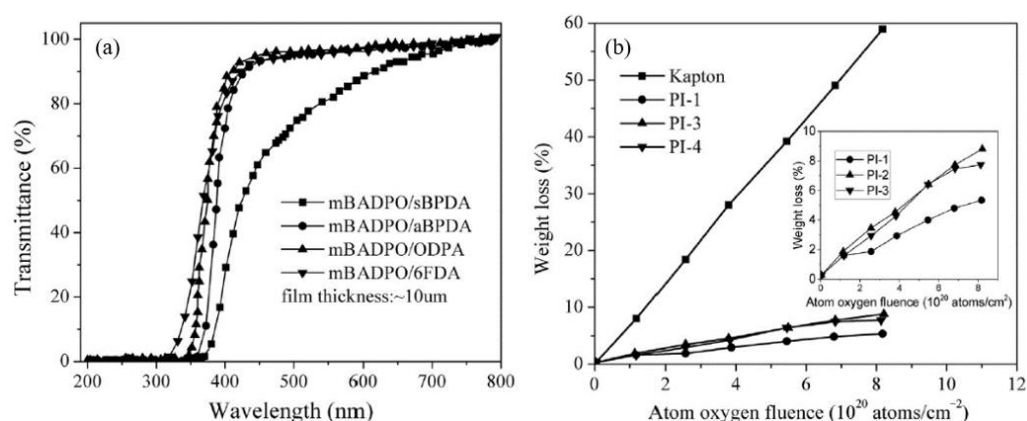 (a)
Transmittance (%)
100
80
60
40
20
0
mBADPO/sBPDA
mBADPO/aBPDA
mBADPO/ODPA
mBADPO/6FDA
film thickness:~10um
200 300 400 500 600 700 800
Wavelength (nm)
(b)
Weight loss (%)
60
50
40
30
20
10
0
Kapton
PI-1
PI-3
PI-4
0 2 4 6 8 10 12
Atom oxygen fluence (10²⁰ atoms/cm⁻²)
Weight loss (%)
10
8
6
4
2
0
PI-1
PI-2
PI-3
0 2 4 6 8 10
Atom oxygen fluence (10²⁰ atoms/cm²)